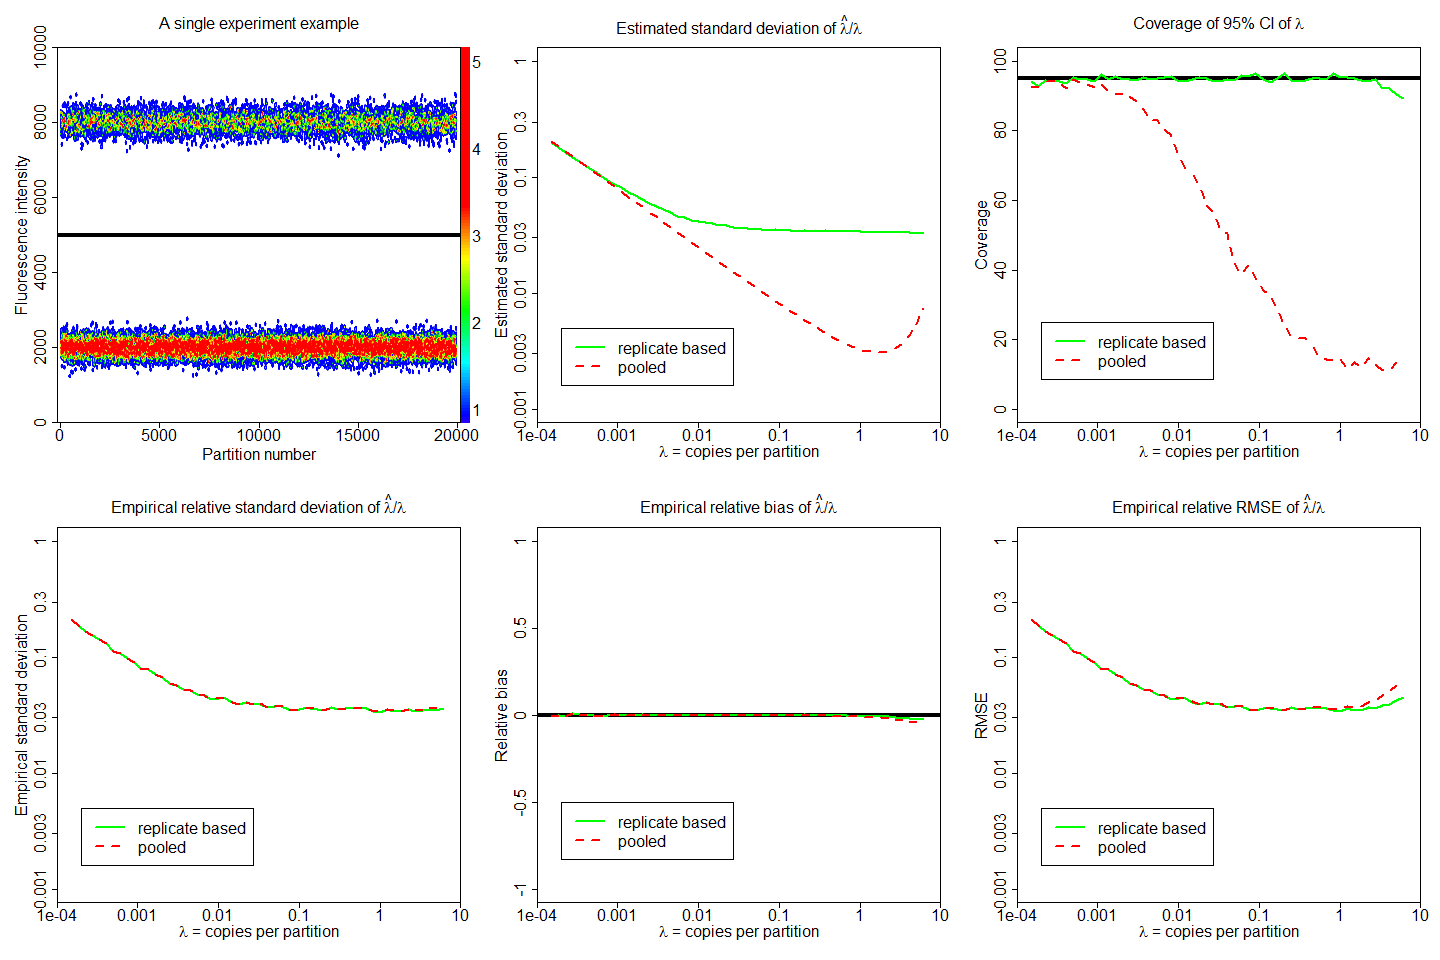 A single experiment example
Fluorescence intensity
0 2000 4000 6000 8000 10000
0 5000 10000 15000 20000
Partition number
1 2 3 4 5
Estimated standard deviation of λ̂/λ
Estimated standard deviation
0.001 0.003 0.01 0.03 0.1 0.3 1
replicate based
pooled
1e-04 0.001 0.01 0.1 1 10
λ = copies per partition
Coverage of 95% CI of λ
Coverage
0 20 40 60 80 100
replicate based
pooled
1e-04 0.001 0.01 0.1 1 10
λ = copies per partition
Empirical relative standard deviation of λ̂/λ
Empirical standard deviation
0.001 0.003 0.01 0.03 0.1 0.3 1
replicate based
pooled
1e-04 0.001 0.01 0.1 1 10
λ = copies per partition
Empirical relative bias of λ̂/λ
Relative bias
-1 -0.5 0 0.5 1
replicate based
pooled
1e-04 0.001 0.01 0.1 1 10
λ = copies per partition
Empirical relative RMSE of λ̂/λ
RMSE
0.001 0.003 0.01 0.03 0.1 0.3 1
replicate based
pooled
1e-04 0.001 0.01 0.1 1 10
λ = copies per partition